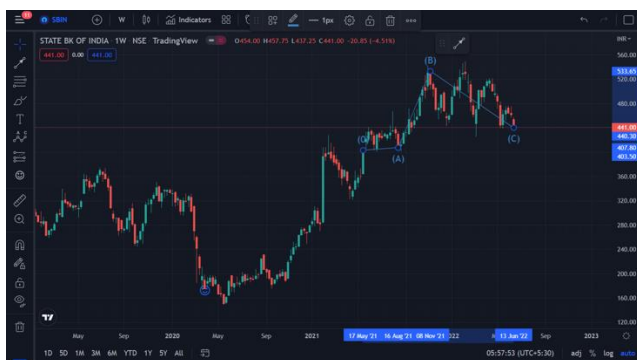 SBIN W Indicators 1px
STATE BK OF INDIA · 1W · NSE · TradingView O454.00 H457.75 L437.25 C441.00 -20.85 (-4.51%) INR
441.00 0.00 441.00
560.00
(B)
533.65
520.00
480.00
441.00
440.30
(0)
(A)
(C)
407.80
403.50
360.00
320.00
280.00
240.00
200.00
160.00
120.00
May Sep 2020 May Sep 2021 17 May '21 16 Aug '21 08 Nov '21 022 13 Jun '22 Sep 2023
1D 5D 1M 3M 6M YTD 1Y 5Y All 05:57:53 (UTC+5:30) adj % log auto